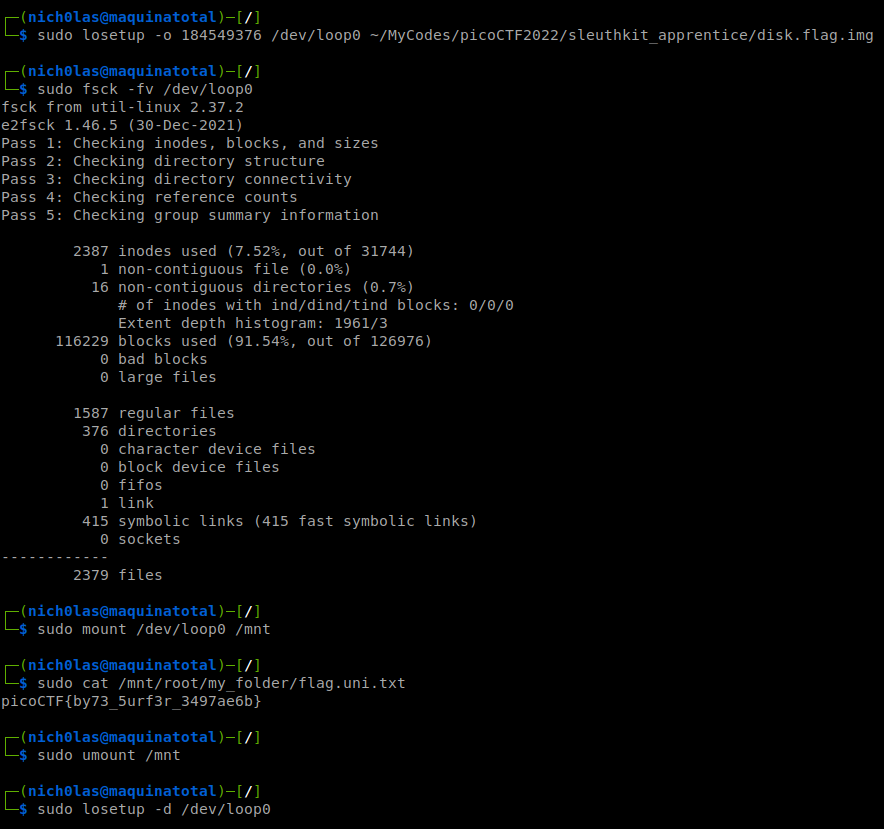 ┌─(nich0las@maquinatotal)-[/]
└─$ sudo losetup -o 184549376 /dev/loop0 ~/MyCodes/picoCTF2022/sleuthkit_apprentice/disk.flag.img
┌─(nich0las@maquinatotal)-[/]
└─$ sudo fsck -fv /dev/loop0
fsck from util-linux 2.37.2
e2fsck 1.46.5 (30-Dec-2021)
Pass 1: Checking inodes, blocks, and sizes
Pass 2: Checking directory structure
Pass 3: Checking directory connectivity
Pass 4: Checking reference counts
Pass 5: Checking group summary information
2387 inodes used (7.52%, out of 31744)
1 non-contiguous file (0.0%)
16 non-contiguous directories (0.7%)
# of inodes with ind/dind/tind blocks: 0/0/0
Extent depth histogram: 1961/3
116229 blocks used (91.54%, out of 126976)
0 bad blocks
0 large files
1587 regular files
376 directories
0 character device files
0 block device files
0 fifos
1 link
415 symbolic links (415 fast symbolic links)
0 sockets
------------
2379 files
┌─(nich0las@maquinatotal)-[/]
└─$ sudo mount /dev/loop0 /mnt
┌─(nich0las@maquinatotal)-[/]
└─$ sudo cat /mnt/root/my_folder/flag.uni.txt
picoCTF{by73_5urf3r_3497ae6b}
┌─(nich0las@maquinatotal)-[/]
└─$ sudo umount /mnt
┌─(nich0las@maquinatotal)-[/]
└─$ sudo losetup -d /dev/loop0